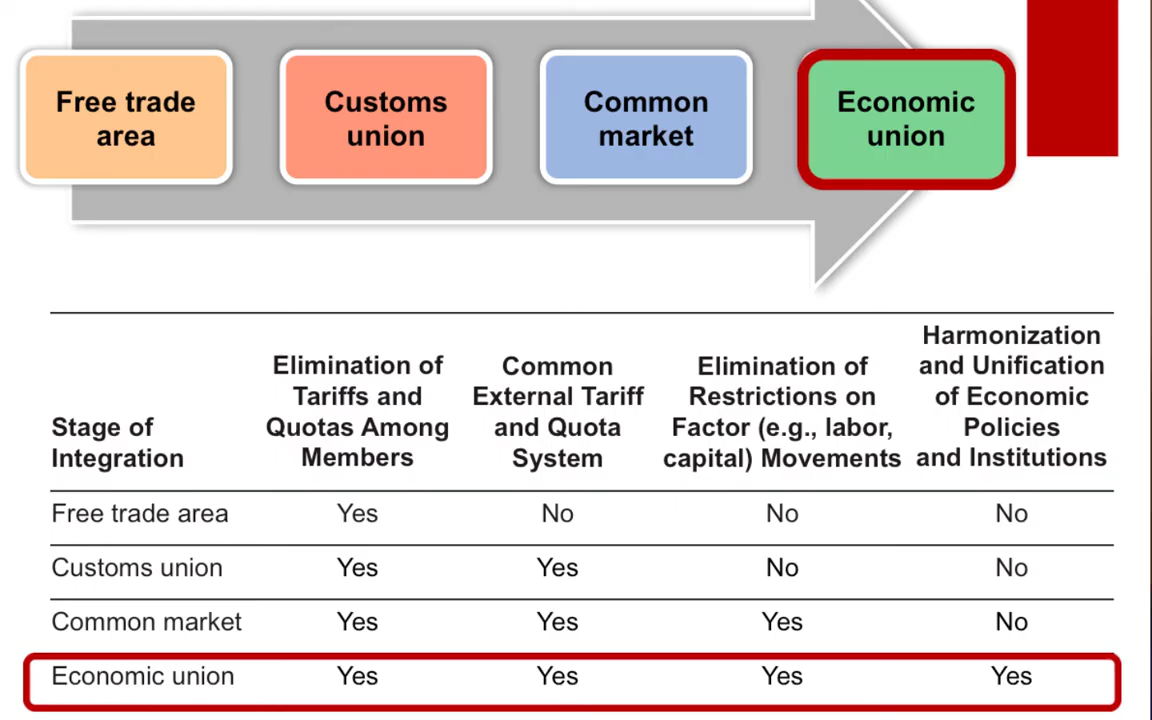 Free trade area
Customs union
Common market
Economic union
Stage of Integration
Elimination of Tariffs and Quotas Among Members
Common External Tariff and Quota System
Elimination of Restrictions on Factor (e.g., labor, capital) Movements
Harmonization and Unification of Economic Policies and Institutions
Free trade area Yes No No No
Customs union Yes Yes No No
Common market Yes Yes Yes No
Economic union Yes Yes Yes Yes